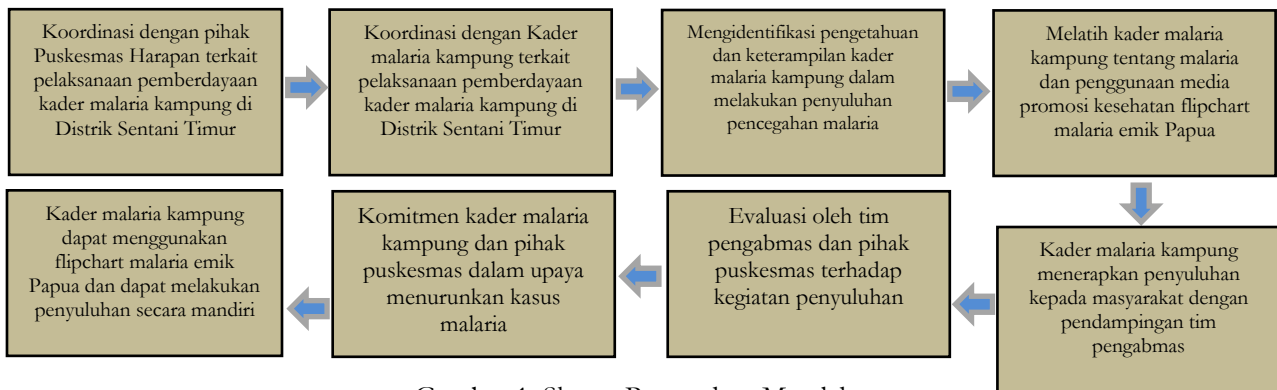 Koordinasi dengan pihak
Puskesmas Harapan terkait
pelaksanaan pemberdayaan
kader malaria kampung di
Distrik Sentani Timur
Koordinasi dengan Kader
malaria kampung terkait
pelaksanaan pemberdayaan
kader malaria kampung di
Distrik Sentani Timur
Mengidentifikasi pengetahuan
dan keterampilan kader
malaria kampung dalam
melakukan penyuluhan
pencegahan malaria
Melatih kader malaria
kampung tentang malaria
dan penggunaan media
promosi kesehatan flipchart
malaria emik Papua
Kader malaria kampung
menerapkan penyuluhan
kepada masyarakat dengan
pendampingan tim
pengabmas
Evaluasi oleh tim
pengabmas dan pihak
puskesmas terhadap
kegiatan penyuluhan
Komitmen kader malaria
kampung dan pihak
puskesmas dalam upaya
menurunkan kasus
malaria
Kader malaria kampung
dapat menggunakan
flipchart malaria emik
Papua dan dapat melakukan
penyuluhan secara mandiri